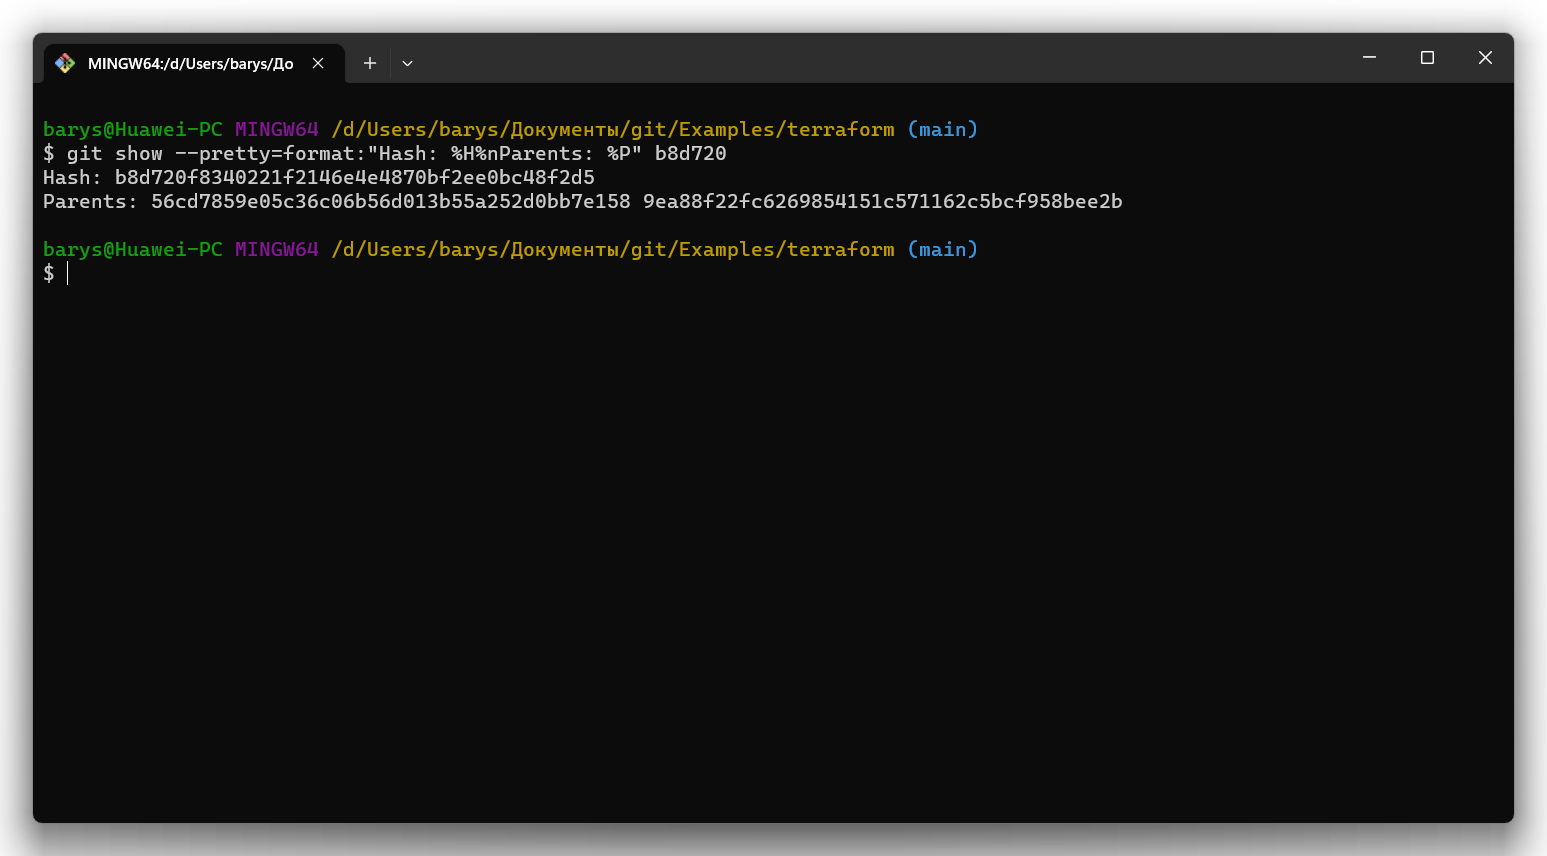 MINGW64:/d/Users/barys/До
barys@Huawei-PC MINGW64 /d/Users/barys/Документы/git/Examples/terraform (main)
$ git show --pretty=format:"Hash: %H%nParents: %P" b8d720
Hash: b8d720f8340221f2146e4e4870bf2ee0bc48f2d5
Parents: 56cd7859e05c36c06b56d013b55a252d0bb7e158 9ea88f22fc6269854151c571162c5bcf958bee2b
barys@Huawei-PC MINGW64 /d/Users/barys/Документы/git/Examples/terraform (main)
$